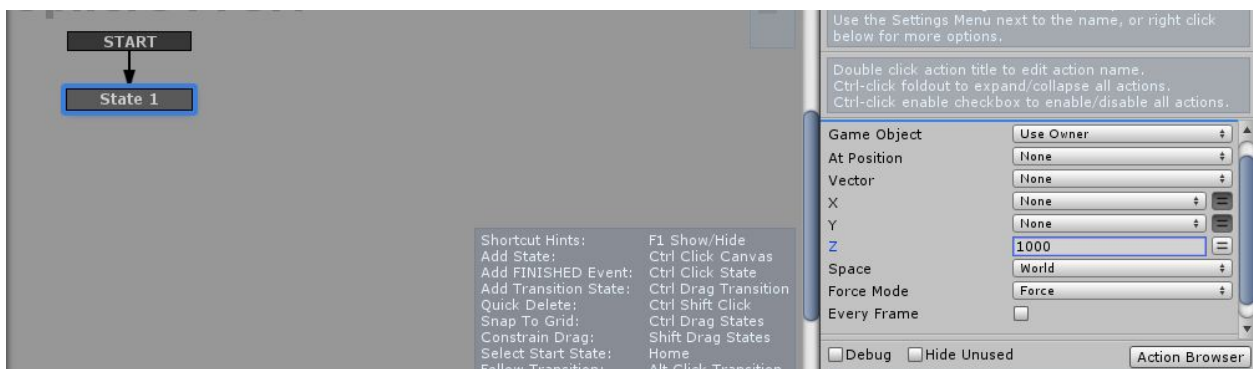 START
State 1
Shortcut Hints: F1 Show/Hide
Add State: Ctrl Click Canvas
Add FINISHED Event: Ctrl Click State
Add Transition State: Ctrl Drag Transition
Quick Delete: Ctrl Shift Click
Snap To Grid: Ctrl Drag States
Constrain Drag: Shift Drag States
Select Start State: Home
Follow Transition: Alt Click Transition
Use the Settings Menu next to the name, or right click
below for more options.
Double click action title to edit action name.
Ctrl-click foldout to expand/collapse all actions.
Ctrl-click enable checkbox to enable/disable all actions.
Game Object Use Owner
At Position None
Vector None
X None
Y None
Z 1000
Space World
Force Mode Force
Every Frame
Debug Hide Unused Action Browser